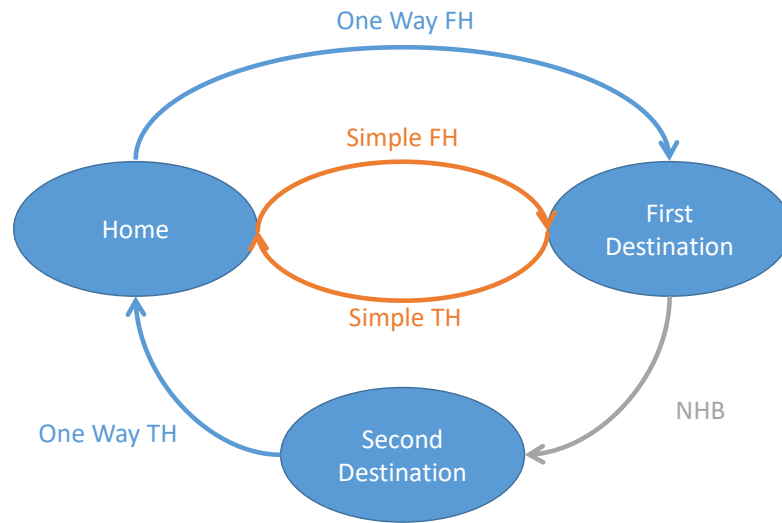 One Way FH
Simple FH
Home
First
Destination
Simple TH
NHB
One Way TH
Second
Destination